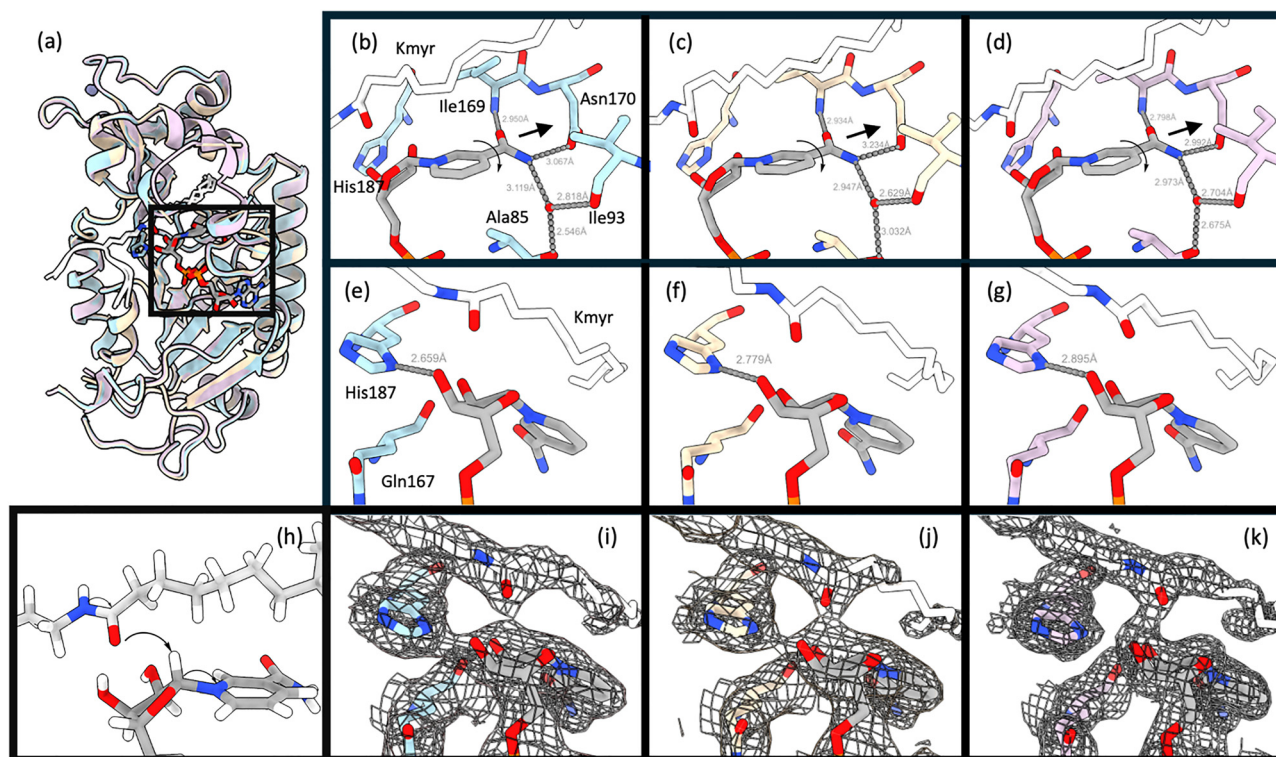 (a)
(b)
Kmyr
Ile169
Asn170
2.950Å
3.067Å
3.119Å
2.818Å
His187
Ala85
Ile93
2.546Å
(c)
2.934Å
3.234Å
2.947Å
2.629Å
3.032Å
(d)
2.798Å
2.992Å
2.973Å
2.704Å
2.675Å
(e)
Kmyr
2.659Å
His187
Gln167
(f)
2.779Å
(g)
2.895Å
(h)
(i)
(j)
(k)